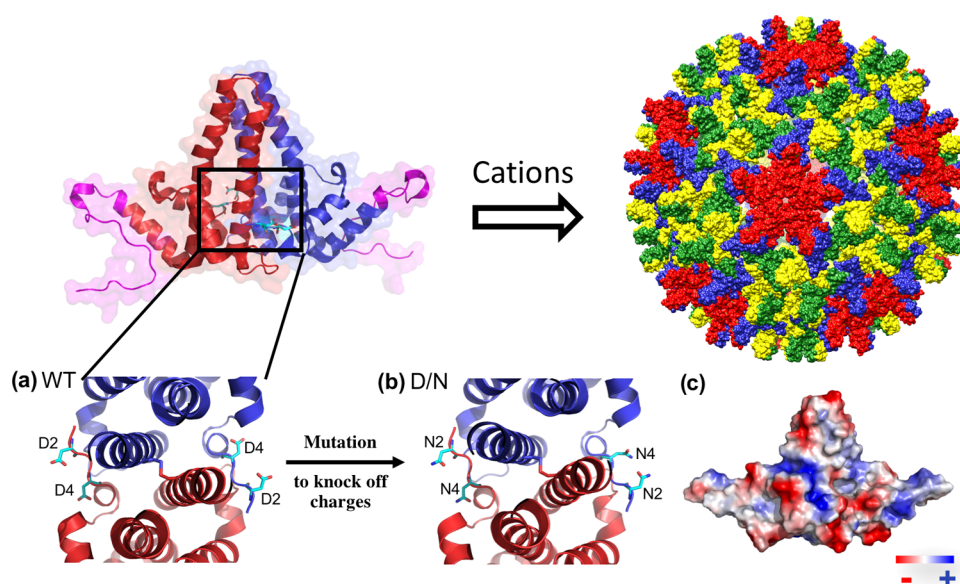 Cations
(a) WT
(b) D/N
(c)
D2
D4
D4
D2
Mutation
to knock off
charges
N2
N4
N4
N2
- +